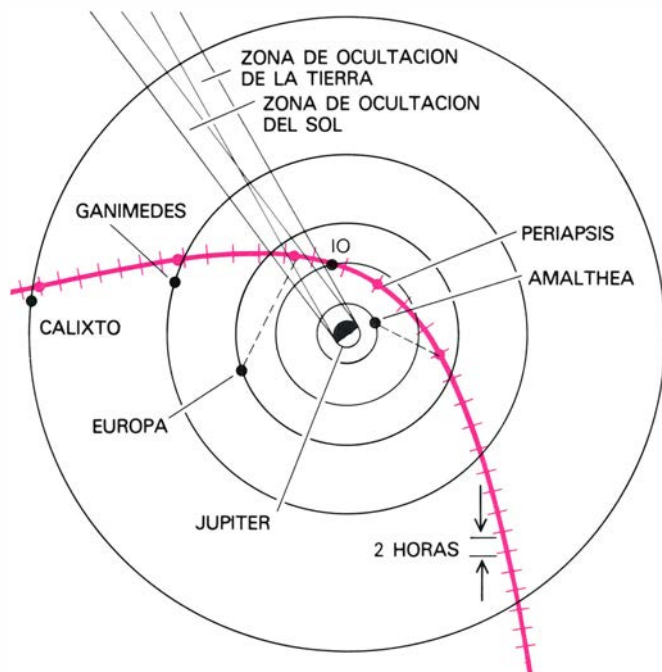 ZONA DE OCULTACION
DE LA TIERRA
ZONA DE OCULTACION
DEL SOL
GANIMEDES
IO
PERIAPSIS
AMALTHEA
CALIXTO
EUROPA
JUPITER
2 HORAS